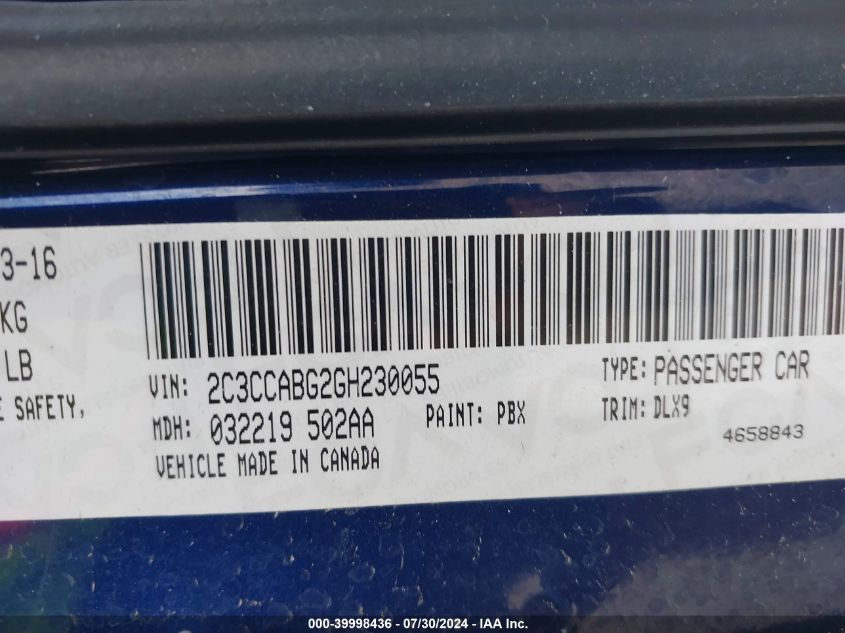 3-16
KG
LB
E SAFETY,
VIN: 2C3CCABG2GH230055
TYPE: PASSENGER CAR
MDH: 032219 502AA
PAINT: PBX
TRIM: DLX9
VEHICLE MADE IN CANADA
4658843
000-39998436 - 07/30/2024 - IAA Inc.